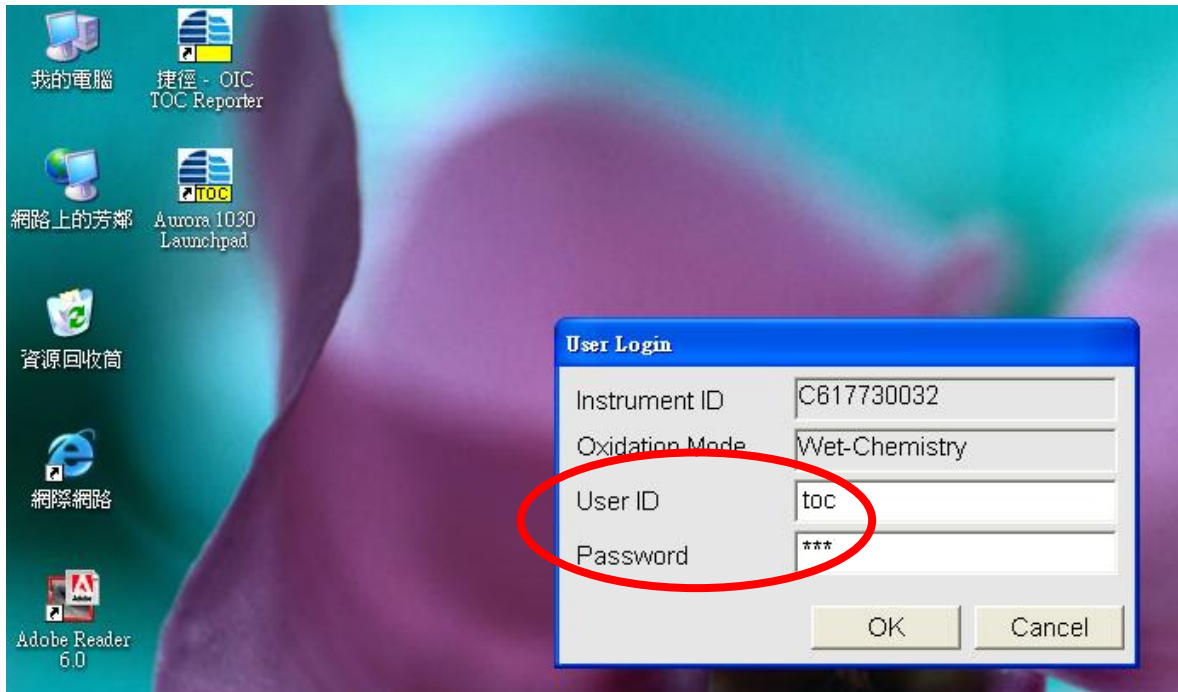 我的電腦
捷徑 - OIC
TOC Reporter
網路上的芳鄰
TOC
Aurora 1030
Launchpad
資源回收筒
網際網路
Adobe
Adobe Reader
6.0
User Login
Instrument ID
C617730032
Oxidation Mode
Wet-Chemistry
User ID
toc
Password
***
OK
Cancel